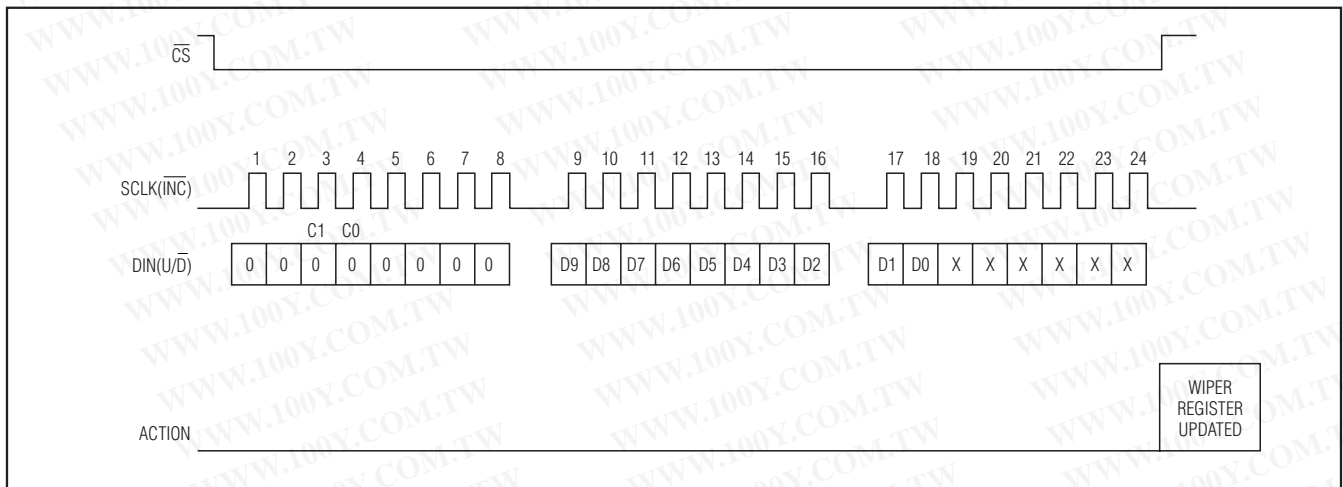 CS
1 2 3 4 5 6 7 8 9 10 11 12 13 14 15 16 17 18 19 20 21 22 23 24
SCLK(INC)
C1 C0
DIN(U/D) 0 0 0 0 0 0 0 0 D9 D8 D7 D6 D5 D4 D3 D2 D1 D0 X X X X X X
WIPER
REGISTER
UPDATED
ACTION
WWW.100Y.COM.TW